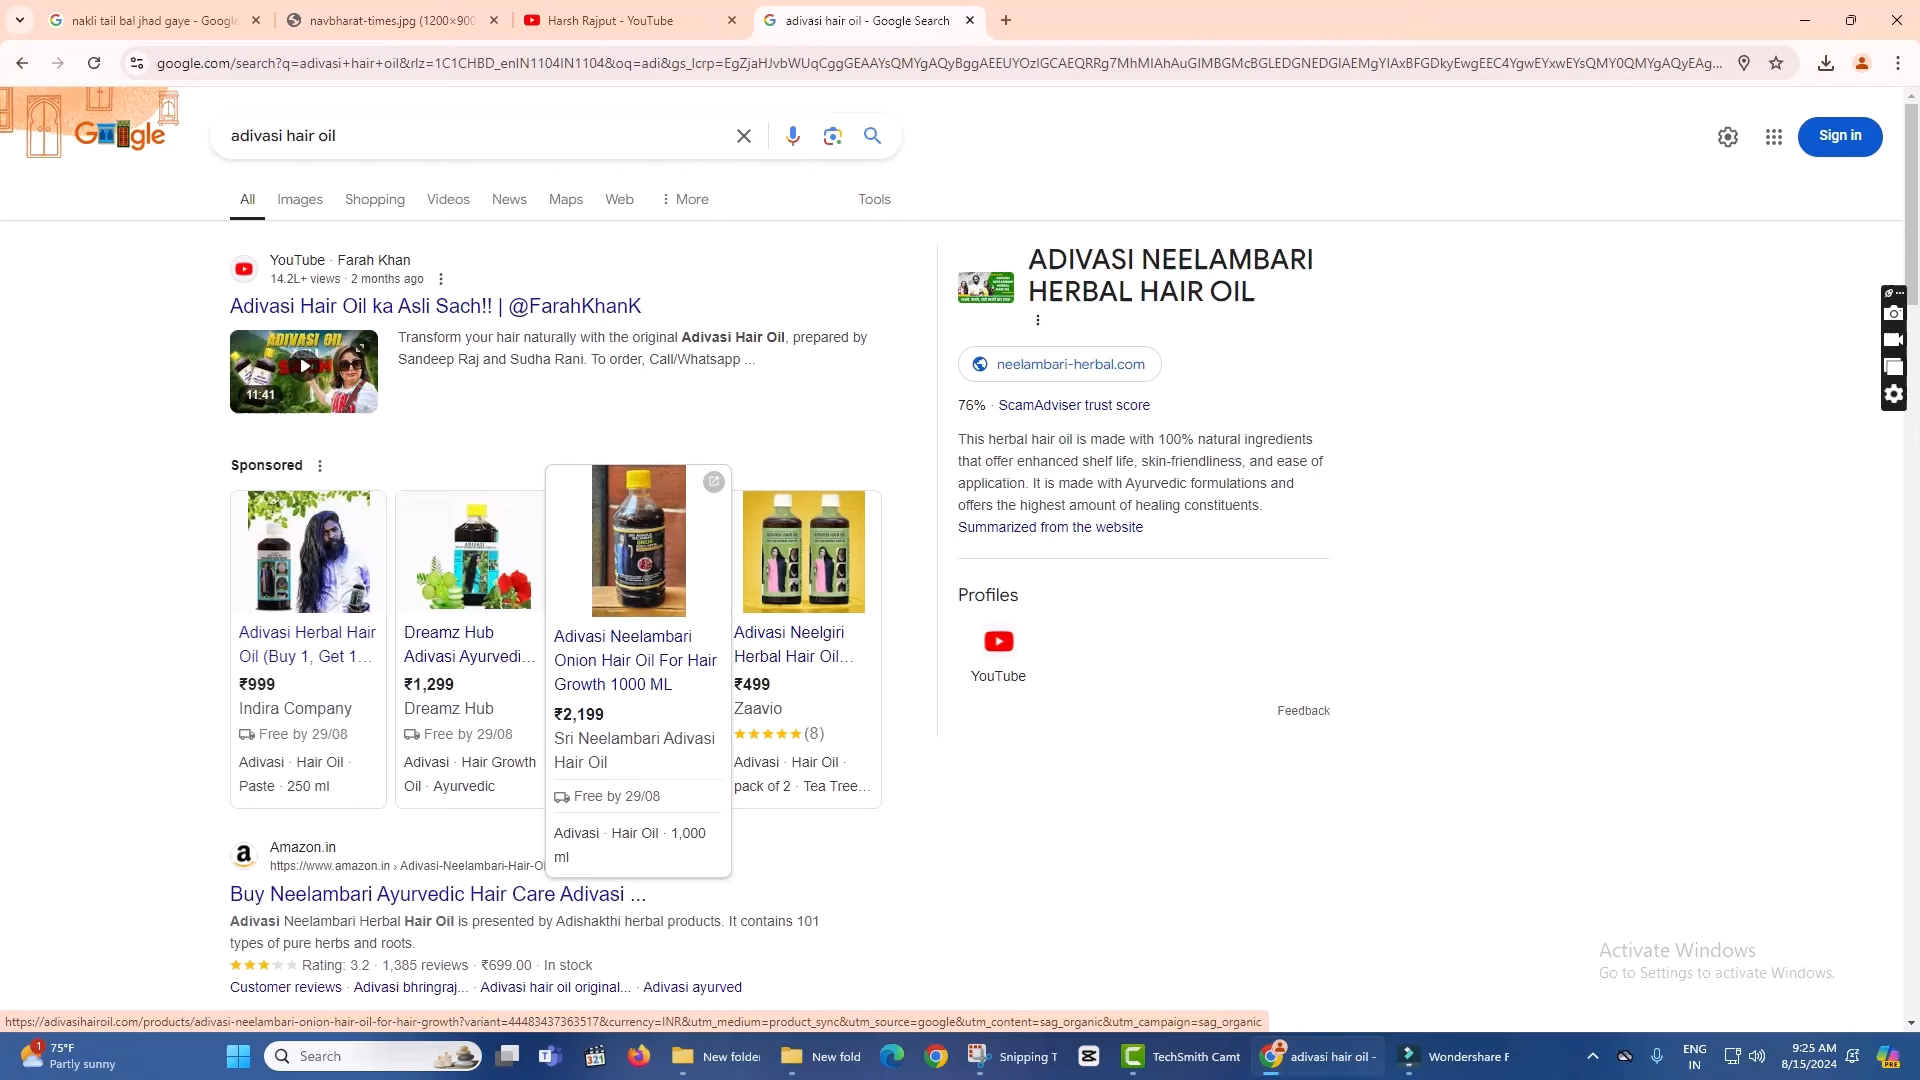 nakli tail bal jhad gaye - Google
navbharat-times.jpg (1200×900
Harsh Rajput - YouTube
adivasi hair oil - Google Search
google.com/search?q=adivasi+hair+oil&rlz=1C1CHBD_enIN1104IN1104&oq=adi&gs_lcrp=EgZjaHJvbWUqCggGEAAYsQMYgAQyBggAEEUYOzIGCAEQRRg7MhMIAhAuGIMBGMcBGLEDGNEDGIAEMgYIAxBFGDkyEwgEEC4YgwEYxwEYsQMY0QMYgAQyEAg...
Google
adivasi hair oil
Sign in
All
Images
Shopping
Videos
News
Maps
Web
More
Tools
YouTube · Farah Khan
14.2L+ views · 2 months ago
Adivasi Hair Oil ka Asli Sach!! | @FarahKhanK
ADIVASI OIL
11:41
Transform your hair naturally with the original Adivasi Hair Oil, prepared by
Sandeep Raj and Sudha Rani. To order, Call/Whatsapp ...
Sponsored
Adivasi Herbal Hair
Oil (Buy 1, Get 1...
₹999
Indira Company
Free by 29/08
Adivasi · Hair Oil ·
Paste · 250 ml
ADIVASI
Dreamz Hub
Adivasi Ayurvedi...
₹1,299
Dreamz Hub
Free by 29/08
Adivasi · Hair Growth
Oil · Ayurvedic
Adivasi Neelambari
Onion Hair Oil For Hair
Growth 1000 ML
₹2,199
Sri Neelambari Adivasi
Hair Oil
Free by 29/08
Adivasi · Hair Oil · 1,000
ml
ADIVASI HAIR OIL
ADIVASI HAIR OIL
Adivasi Neelgiri
Herbal Hair Oil...
₹499
Zaavio
(8)
Adivasi · Hair Oil ·
pack of 2 · Tea Tree...
Amazon.in
https://www.amazon.in › Adivasi-Neelambari-Hair-Oi
Buy Neelambari Ayurvedic Hair Care Adivasi ...
Adivasi Neelambari Herbal Hair Oil is presented by Adishakthi herbal products. It contains 101
types of pure herbs and roots.
Rating: 3.2 · 1,385 reviews · ₹699.00 · In stock
Customer reviews · Adivasi bhringraj... · Adivasi hair oil original... · Adivasi ayurved
ADIVASI NEELAMBARI
HERBAL HAIR OIL
neelambari-herbal.com
76% · ScamAdviser trust score
This herbal hair oil is made with 100% natural ingredients
that offer enhanced shelf life, skin-friendliness, and ease of
application. It is made with Ayurvedic formulations and
offers the highest amount of healing constituents.
Summarized from the website
Profiles
YouTube
Feedback
Activate Windows
Go to Settings to activate Windows.
https://adivasihairoil.com/products/adivasi-neelambari-onion-hair-oil-for-hair-growth?variant=44483437363517&currency=INR&utm_medium=product_sync&utm_source=google&utm_content=sag_organic&utm_campaign=sag_organic
1
75°F
Partly sunny
Search
321
New folder
New fold
Snipping T
TechSmith Camt
adivasi hair oil -
Wondershare F
ENG
IN
9:25 AM
8/15/2024
PRE